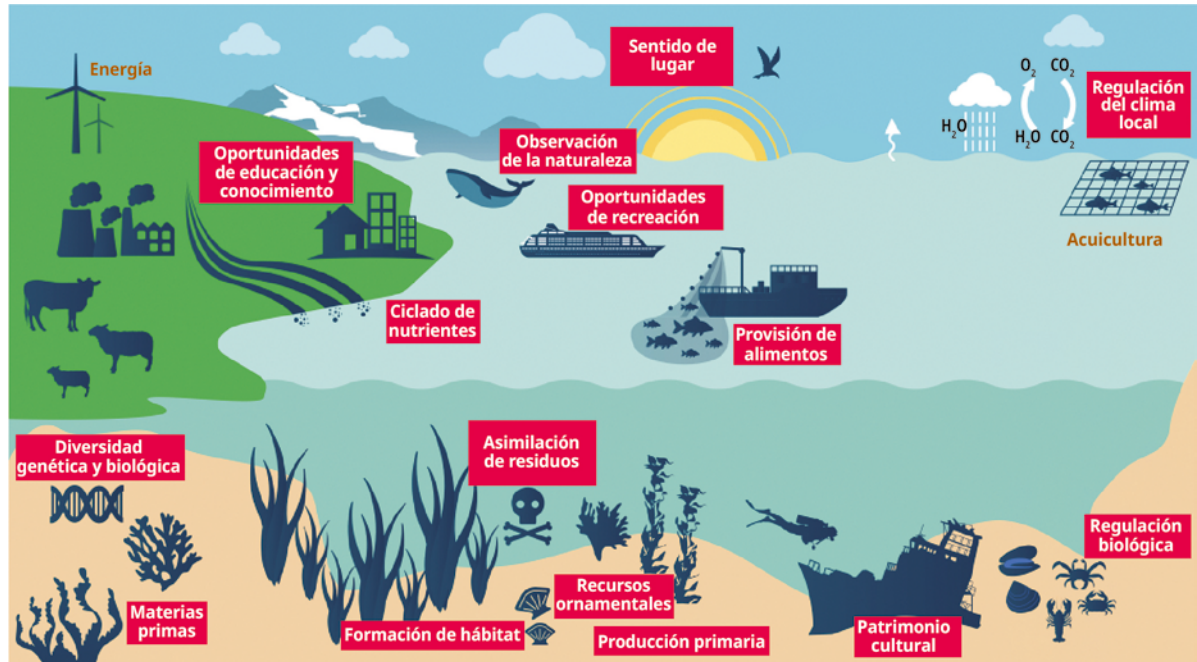 Energía
Sentido de
lugar
O₂ CO₂
H₂O
H₂O CO₂
Regulación
del clima
local
Oportunidades
de educación y
conocimiento
Observación
de la naturaleza
Oportunidades
de recreación
Acuicultura
Ciclado de
nutrientes
Provisión de
alimentos
Diversidad
genética y biológica
Asimilación
de residuos
Regulación
biológica
Materias
primas
Recursos
ornamentales
Formación de hábitat
Producción primaria
Patrimonio
cultural